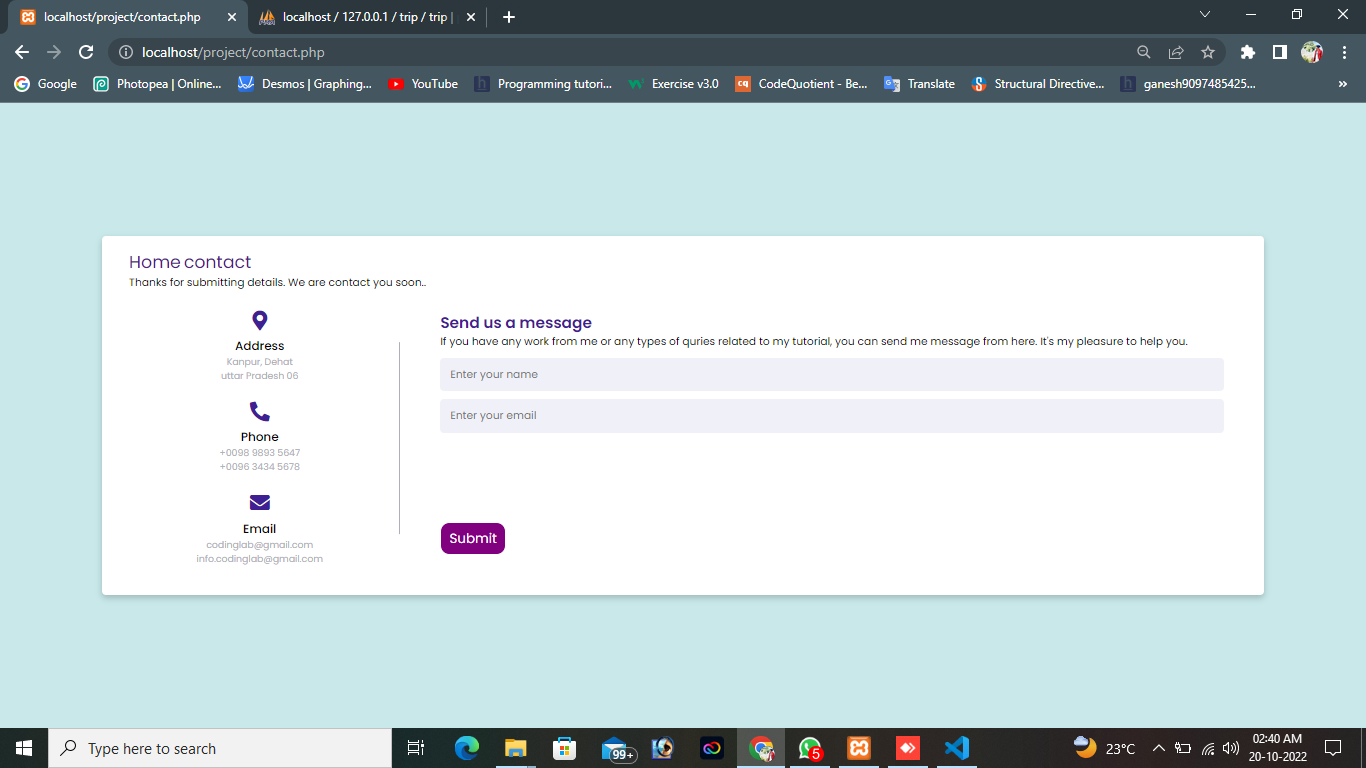 localhost/project/contact.php
localhost / 127.0.0.1 / trip / trip |
localhost/project/contact.php
Google
Photopea | Online...
Desmos | Graphing...
YouTube
Programming tutori...
Exercise v3.0
cq
CodeQuotient - Be...
Translate
Structural Directive...
h
ganesh9097485425...
»
Home contact
Thanks for submitting details. We are contact you soon..
Address
Kanpur, Dehat
uttar Pradesh 06
Phone
+0098 9893 5647
+0096 3434 5678
Email
codinglab@gmail.com
info.codinglab@gmail.com
Send us a message
If you have any work from me or any types of quries related to my tutorial, you can send me message from here. It's my pleasure to help you.
Enter your name
Enter your email
Submit
Type here to search
99+
5
23°C
02:40 AM
20-10-2022